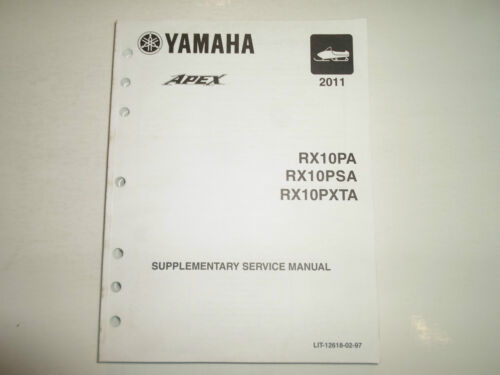 YAMAHA
APEX
2011
RX10PA
RX10PSA
RX10PXTA
SUPPLEMENTARY SERVICE MANUAL
LIT-12618-02-97